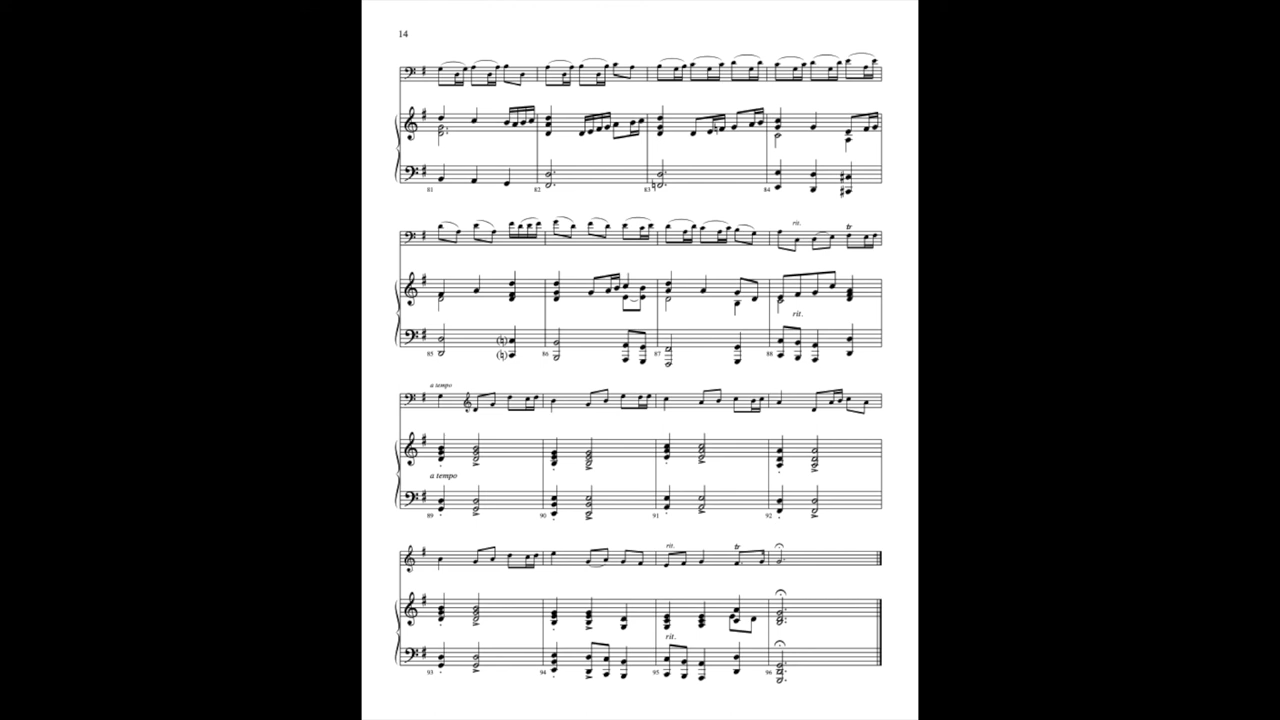 14
81 82 83 84
rit. tr
rit.
85 86 87 88
a tempo
a tempo
89 90 91 92
rit. tr
rit.
93 94 95 96